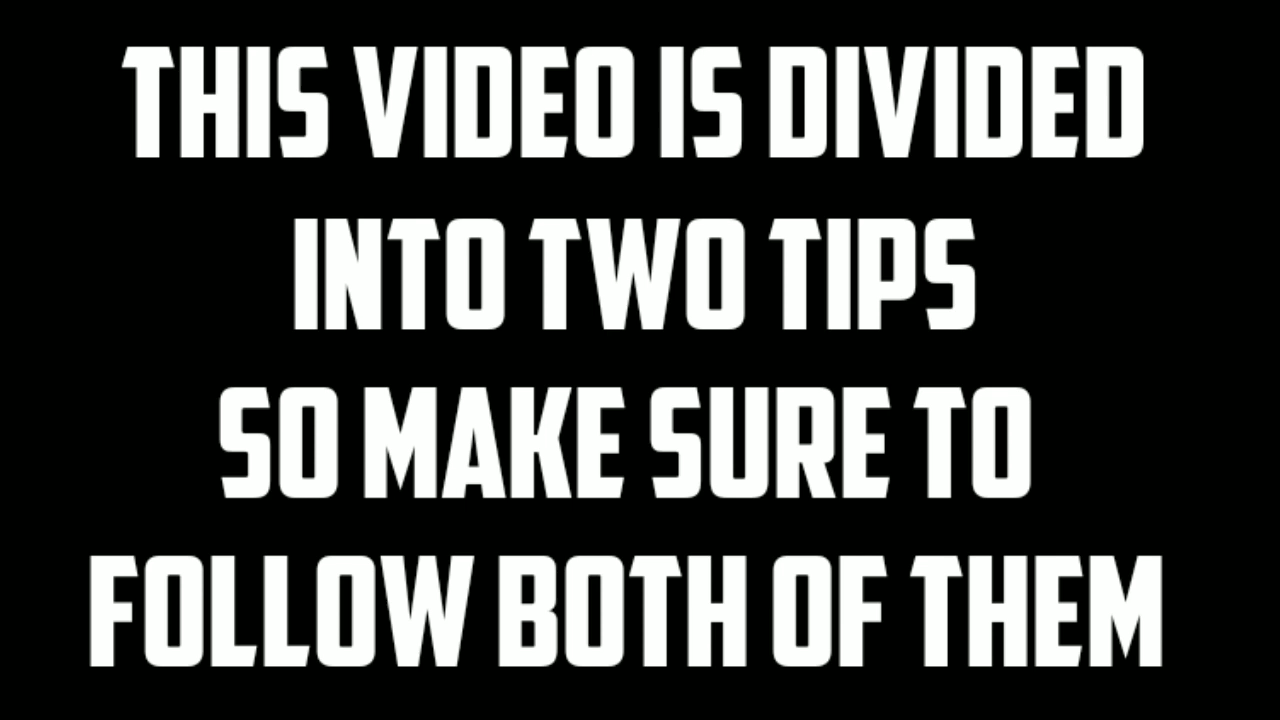 THIS VIDEO IS DIVIDED
INTO TWO TIPS
SO MAKE SURE TO
FOLLOW BOTH OF THEM